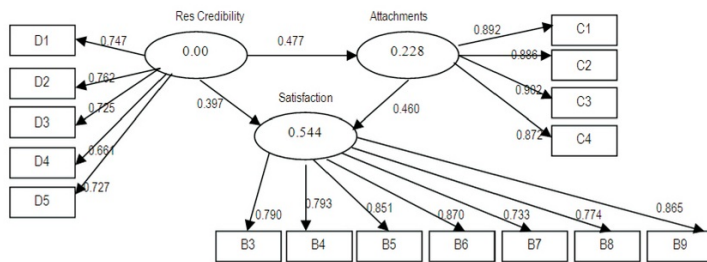 Res Credibility
Attachments
D1
0.747
0.00
0.477
0.228
0.892
C1
D2
0.762
0.886
C2
D3
0.725
Satisfaction
0.397
0.460
0.902
C3
D4
0.661
0.544
0.872
C4
D5
0.727
0.790
0.793
0.851
0.870
0.733
0.774
0.865
B3
B4
B5
B6
B7
B8
B9